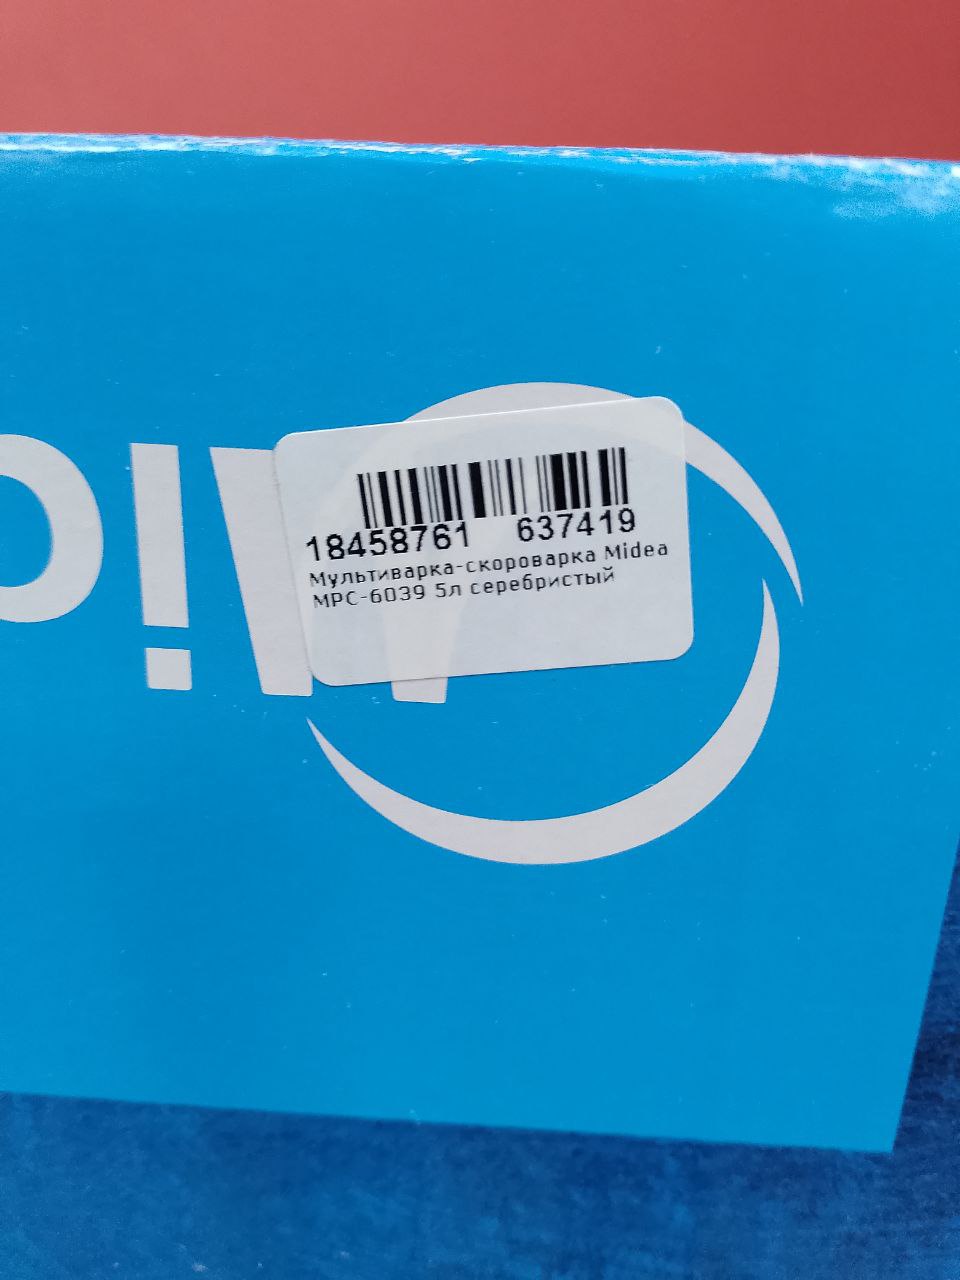 18458761 637419
Мультиварка-скороварка Midea
MPC-6039 5л серебристый